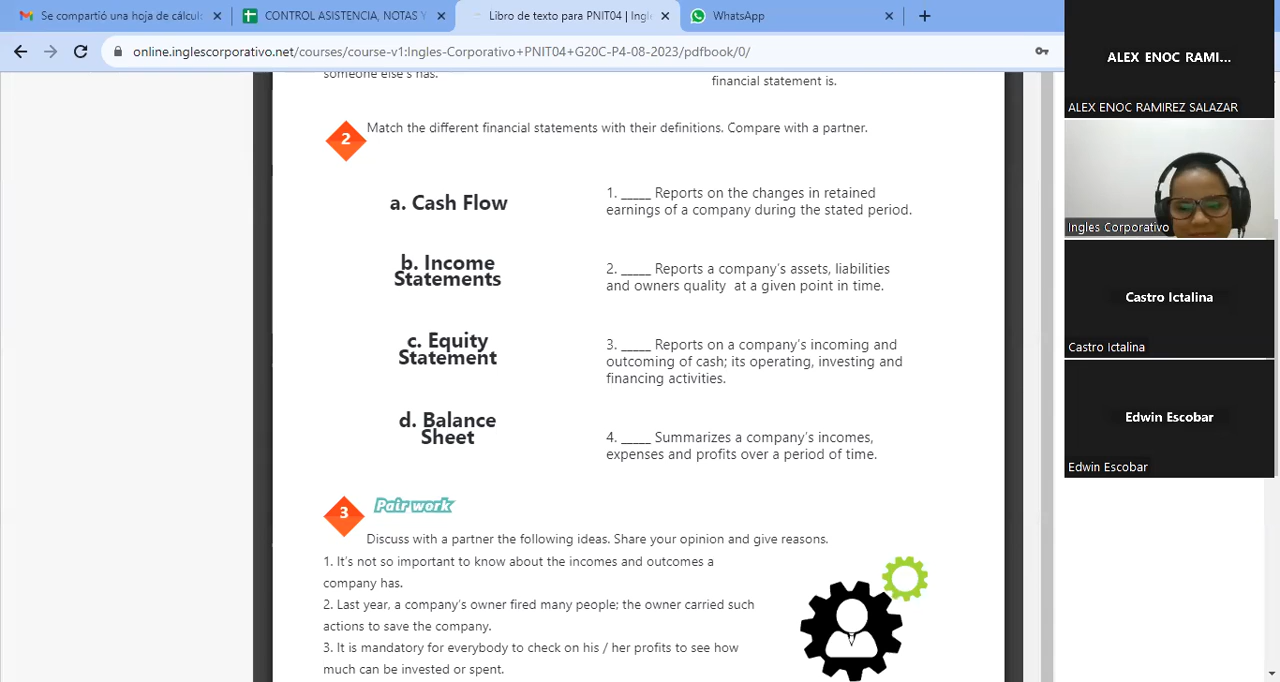 Se compartió una hoja de cálcul
CONTROL ASISTENCIA, NOTAS Y
Libro de texto para PNIT04 | Ingle
WhatsApp
online.inglescorporativo.net/courses/course-v1:Ingles-Corporativo+PNIT04+G20C-P4-08-2023/pdfbook/0/
someone else's has.
financial statement is.
2
Match the different financial statements with their definitions. Compare with a partner.
a. Cash Flow
b. Income
Statements
c. Equity
Statement
d. Balance
Sheet
1. _____ Reports on the changes in retained
earnings of a company during the stated period.
2. _____ Reports a company's assets, liabilities
and owners quality at a given point in time.
3. _____ Reports on a company's incoming and
outcoming of cash; its operating, investing and
financing activities.
4. _____ Summarizes a company's incomes,
expenses and profits over a period of time.
3
Pair work
Discuss with a partner the following ideas. Share your opinion and give reasons.
1. It's not so important to know about the incomes and outcomes a
company has.
2. Last year, a company's owner fired many people; the owner carried such
actions to save the company.
3. It is mandatory for everybody to check on his / her profits to see how
much can be invested or spent.
ALEX ENOC RAMI...
ALEX ENOC RAMIREZ SALAZAR
Ingles Corporativo
Castro Ictalina
Castro Ictalina
Edwin Escobar
Edwin Escobar